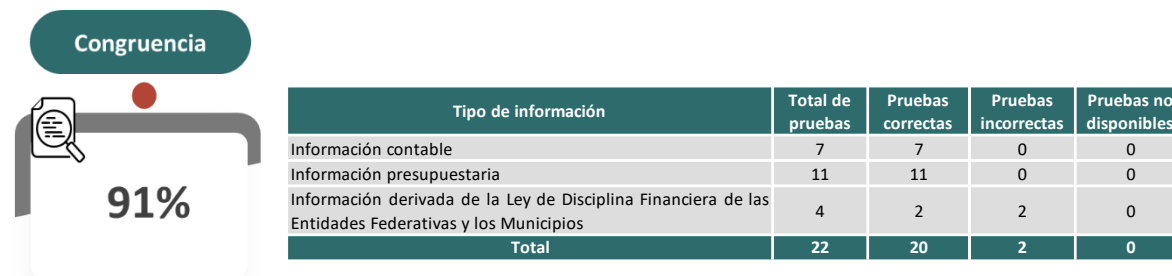 Congruencia
91%
Tipo de información
Total de
pruebas
Pruebas
correctas
Pruebas
incorrectas
Pruebas no
disponibles
Información contable 7 7 0 0
Información presupuestaria 11 11 0 0
Información derivada de la Ley de Disciplina Financiera de las
Entidades Federativas y los Municipios
4 2 2 0
Total 22 20 2 0